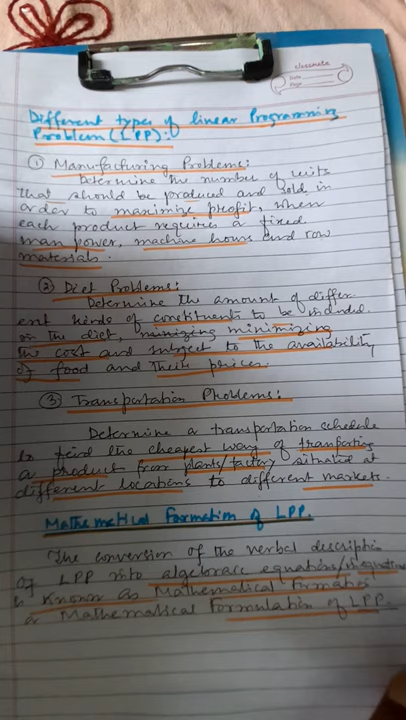 classmate
Date
Page
Different types of linear Programming
Problem (LPP):
① Manufacturing Problems:
Determine the number of units
that should be produced and sold in
order to maximize profit, when
each product requires a fixed
man power, machine hours and row
materials.
② Diet Problems:
Determine the amount of differ-
ent kinds of constituents to be included
in the diet, minimizing
the cost and subject to the availability
of food and their prices.
③ Transportation Problems:
Determine a transportation schedule
to find the cheapest way of tranporting
a product from plants/factory situated at
different locations to different markets.
Mathematical Formation of LPP.
The conversion of the verbal description
of LPP into algebraic equations/
is known as Mathematical Formation
a Mathematical Formulation of LPP.